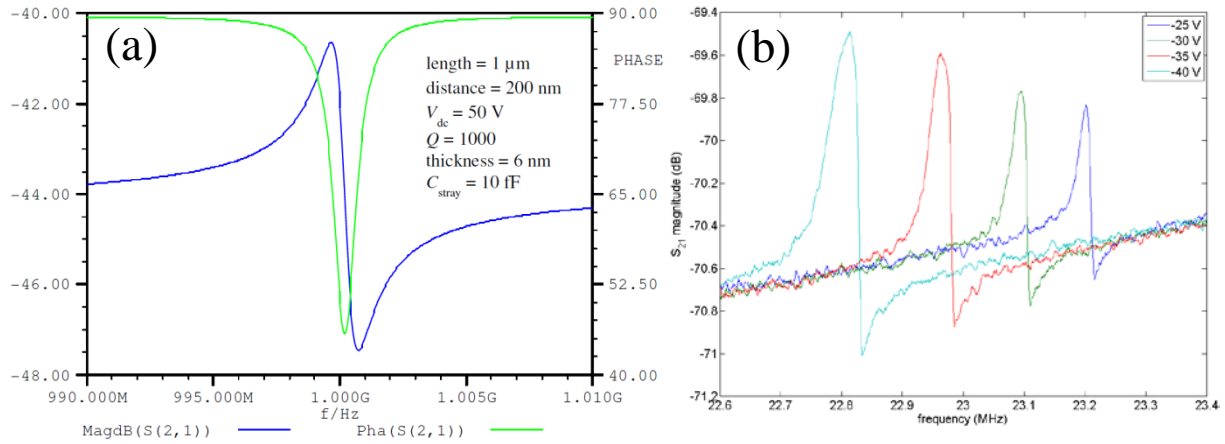 (a)
-40.00
-42.00
-44.00
-46.00
-48.00
90.00
PHASE
77.50
65.00
52.50
40.00
length = 1 µm
distance = 200 nm
Vdc = 50 V
Q = 1000
thickness = 6 nm
Cstray = 10 fF
990.000M 995.000M 1.000G 1.005G 1.010G
f/Hz
MagdB(S(2,1)) Pha(S(2,1))
(b)
-69.4
-69.6
-69.8
-70
-70.2
-70.4
-70.6
-70.8
-71
-71.2
S21 magnitude (dB)
-25 V
-30 V
-35 V
-40 V
22.6 22.7 22.8 22.9 23 23.1 23.2 23.3 23.4
frequency (MHz)